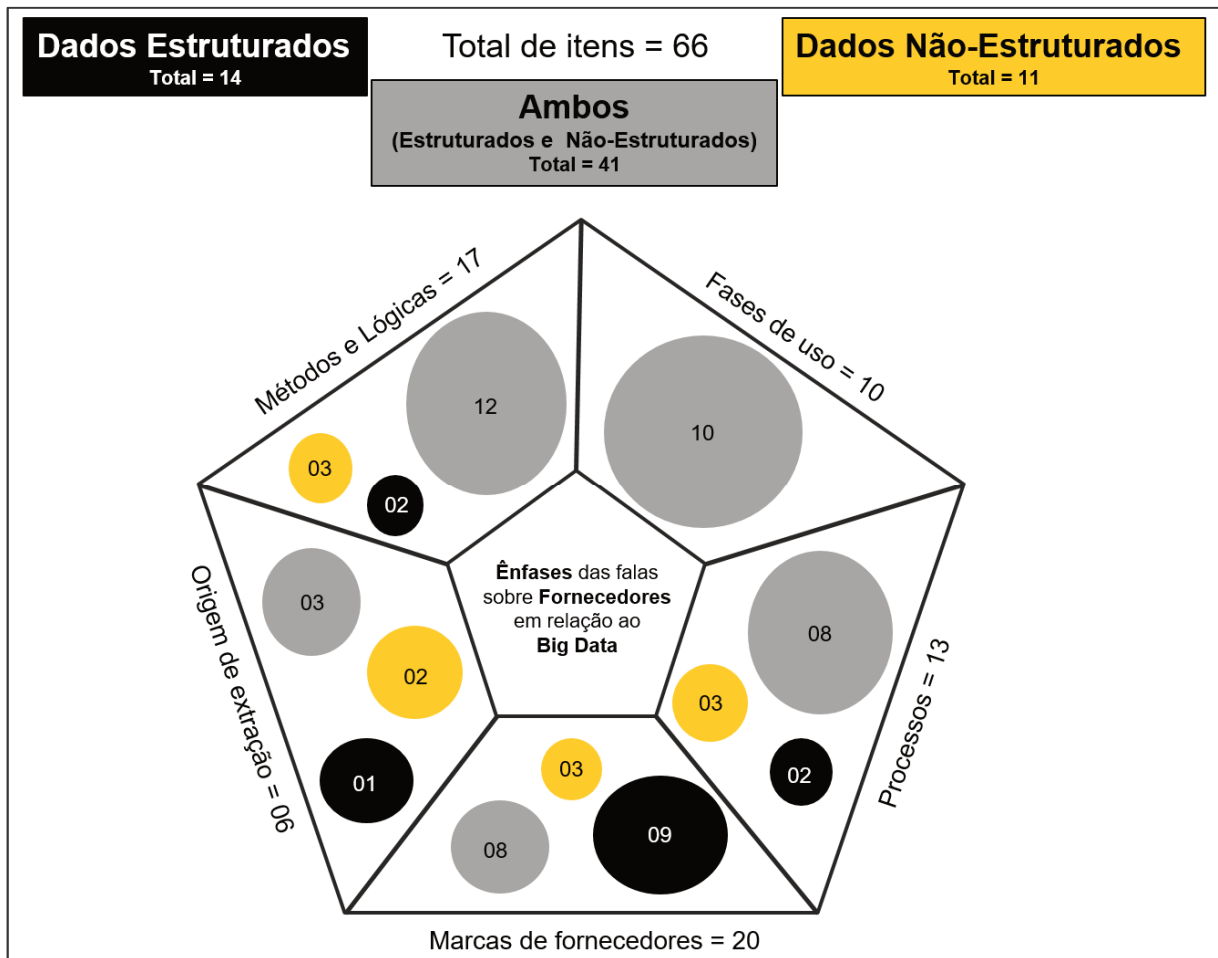 Dados Estruturados
Total = 14
Total de itens = 66
Dados Não-Estruturados
Total = 11
Ambos
(Estruturados e Não-Estruturados)
Total = 41
Métodos e Lógicas = 17
12
03
02
Fases de uso = 10
10
Origem de extração = 06
03
02
01
Ênfases das falas
sobre Fornecedores
em relação ao
Big Data
Processos = 13
08
03
02
03
08
09
Marcas de fornecedores = 20